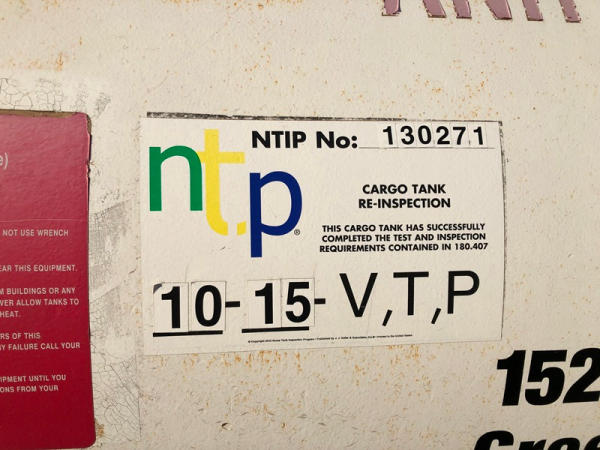 NOT USE WRENCH
EAR THIS EQUIPMENT.
BUILDINGS OR ANY
VER ALLOW TANKS TO
HEAT.
RS OF THIS
Y FAILURE CALL YOUR
IPMENT UNTIL YOU
ONS FROM YOUR
ntp
NTIP No: 130271
CARGO TANK
RE-INSPECTION
THIS CARGO TANK HAS SUCCESSFULLY
COMPLETED THE TEST AND INSPECTION
REQUIREMENTS CONTAINED IN 180.407
10-15-V,T,P
152